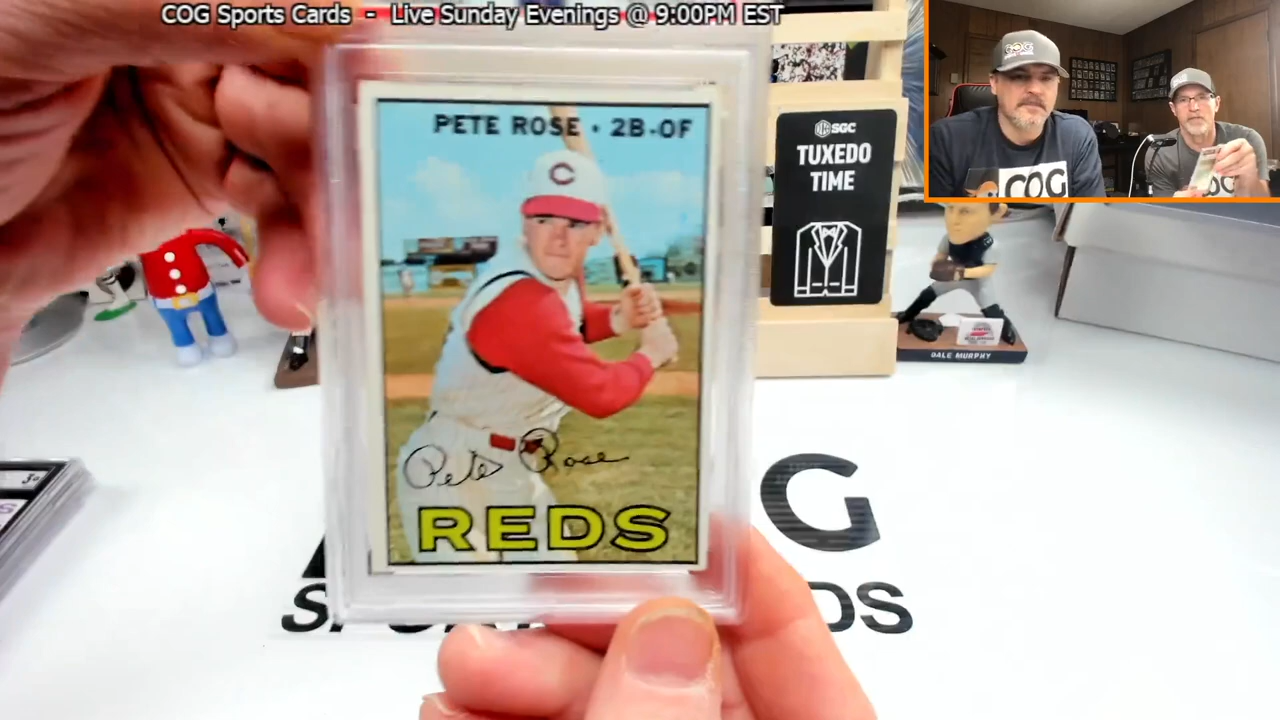 COG Sports Cards - Live Sunday Evenings @ 9:00PM EST
PETE ROSE • 2B-OF
C
Pete Rose
REDS
SGC
TUXEDO
TIME
COG
COG
DALE MURPHY
G